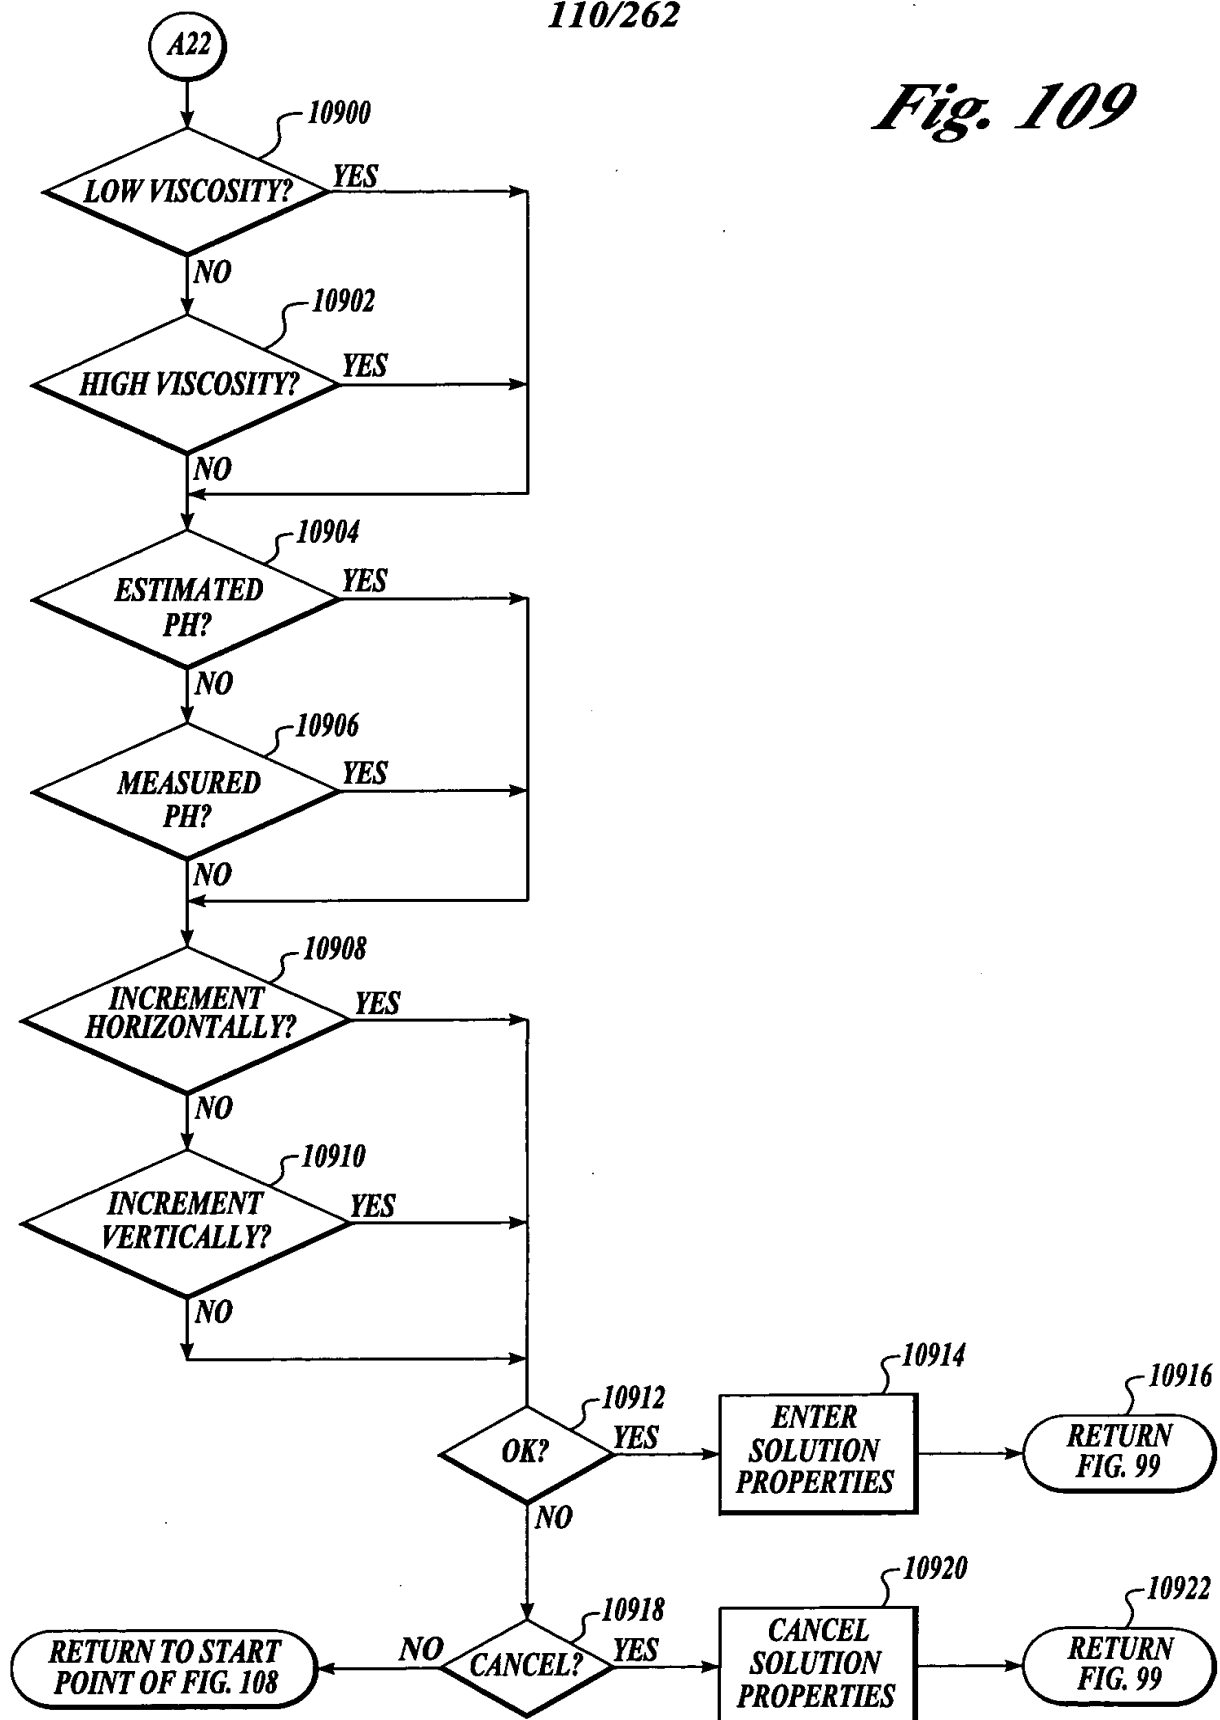 110/262
A22
Fig. 109
10900
LOW VISCOSITY?
YES
NO
10902
HIGH VISCOSITY?
YES
NO
10904
ESTIMATED
PH?
YES
NO
10906
MEASURED
PH?
YES
NO
10908
INCREMENT
HORIZONTALLY?
YES
NO
10910
INCREMENT
VERTICALLY?
YES
NO
10912
OK?
YES
NO
10914
ENTER
SOLUTION
PROPERTIES
10916
RETURN
FIG. 99
10918
CANCEL?
YES
NO
10920
CANCEL
SOLUTION
PROPERTIES
10922
RETURN
FIG. 99
RETURN TO START
POINT OF FIG. 108